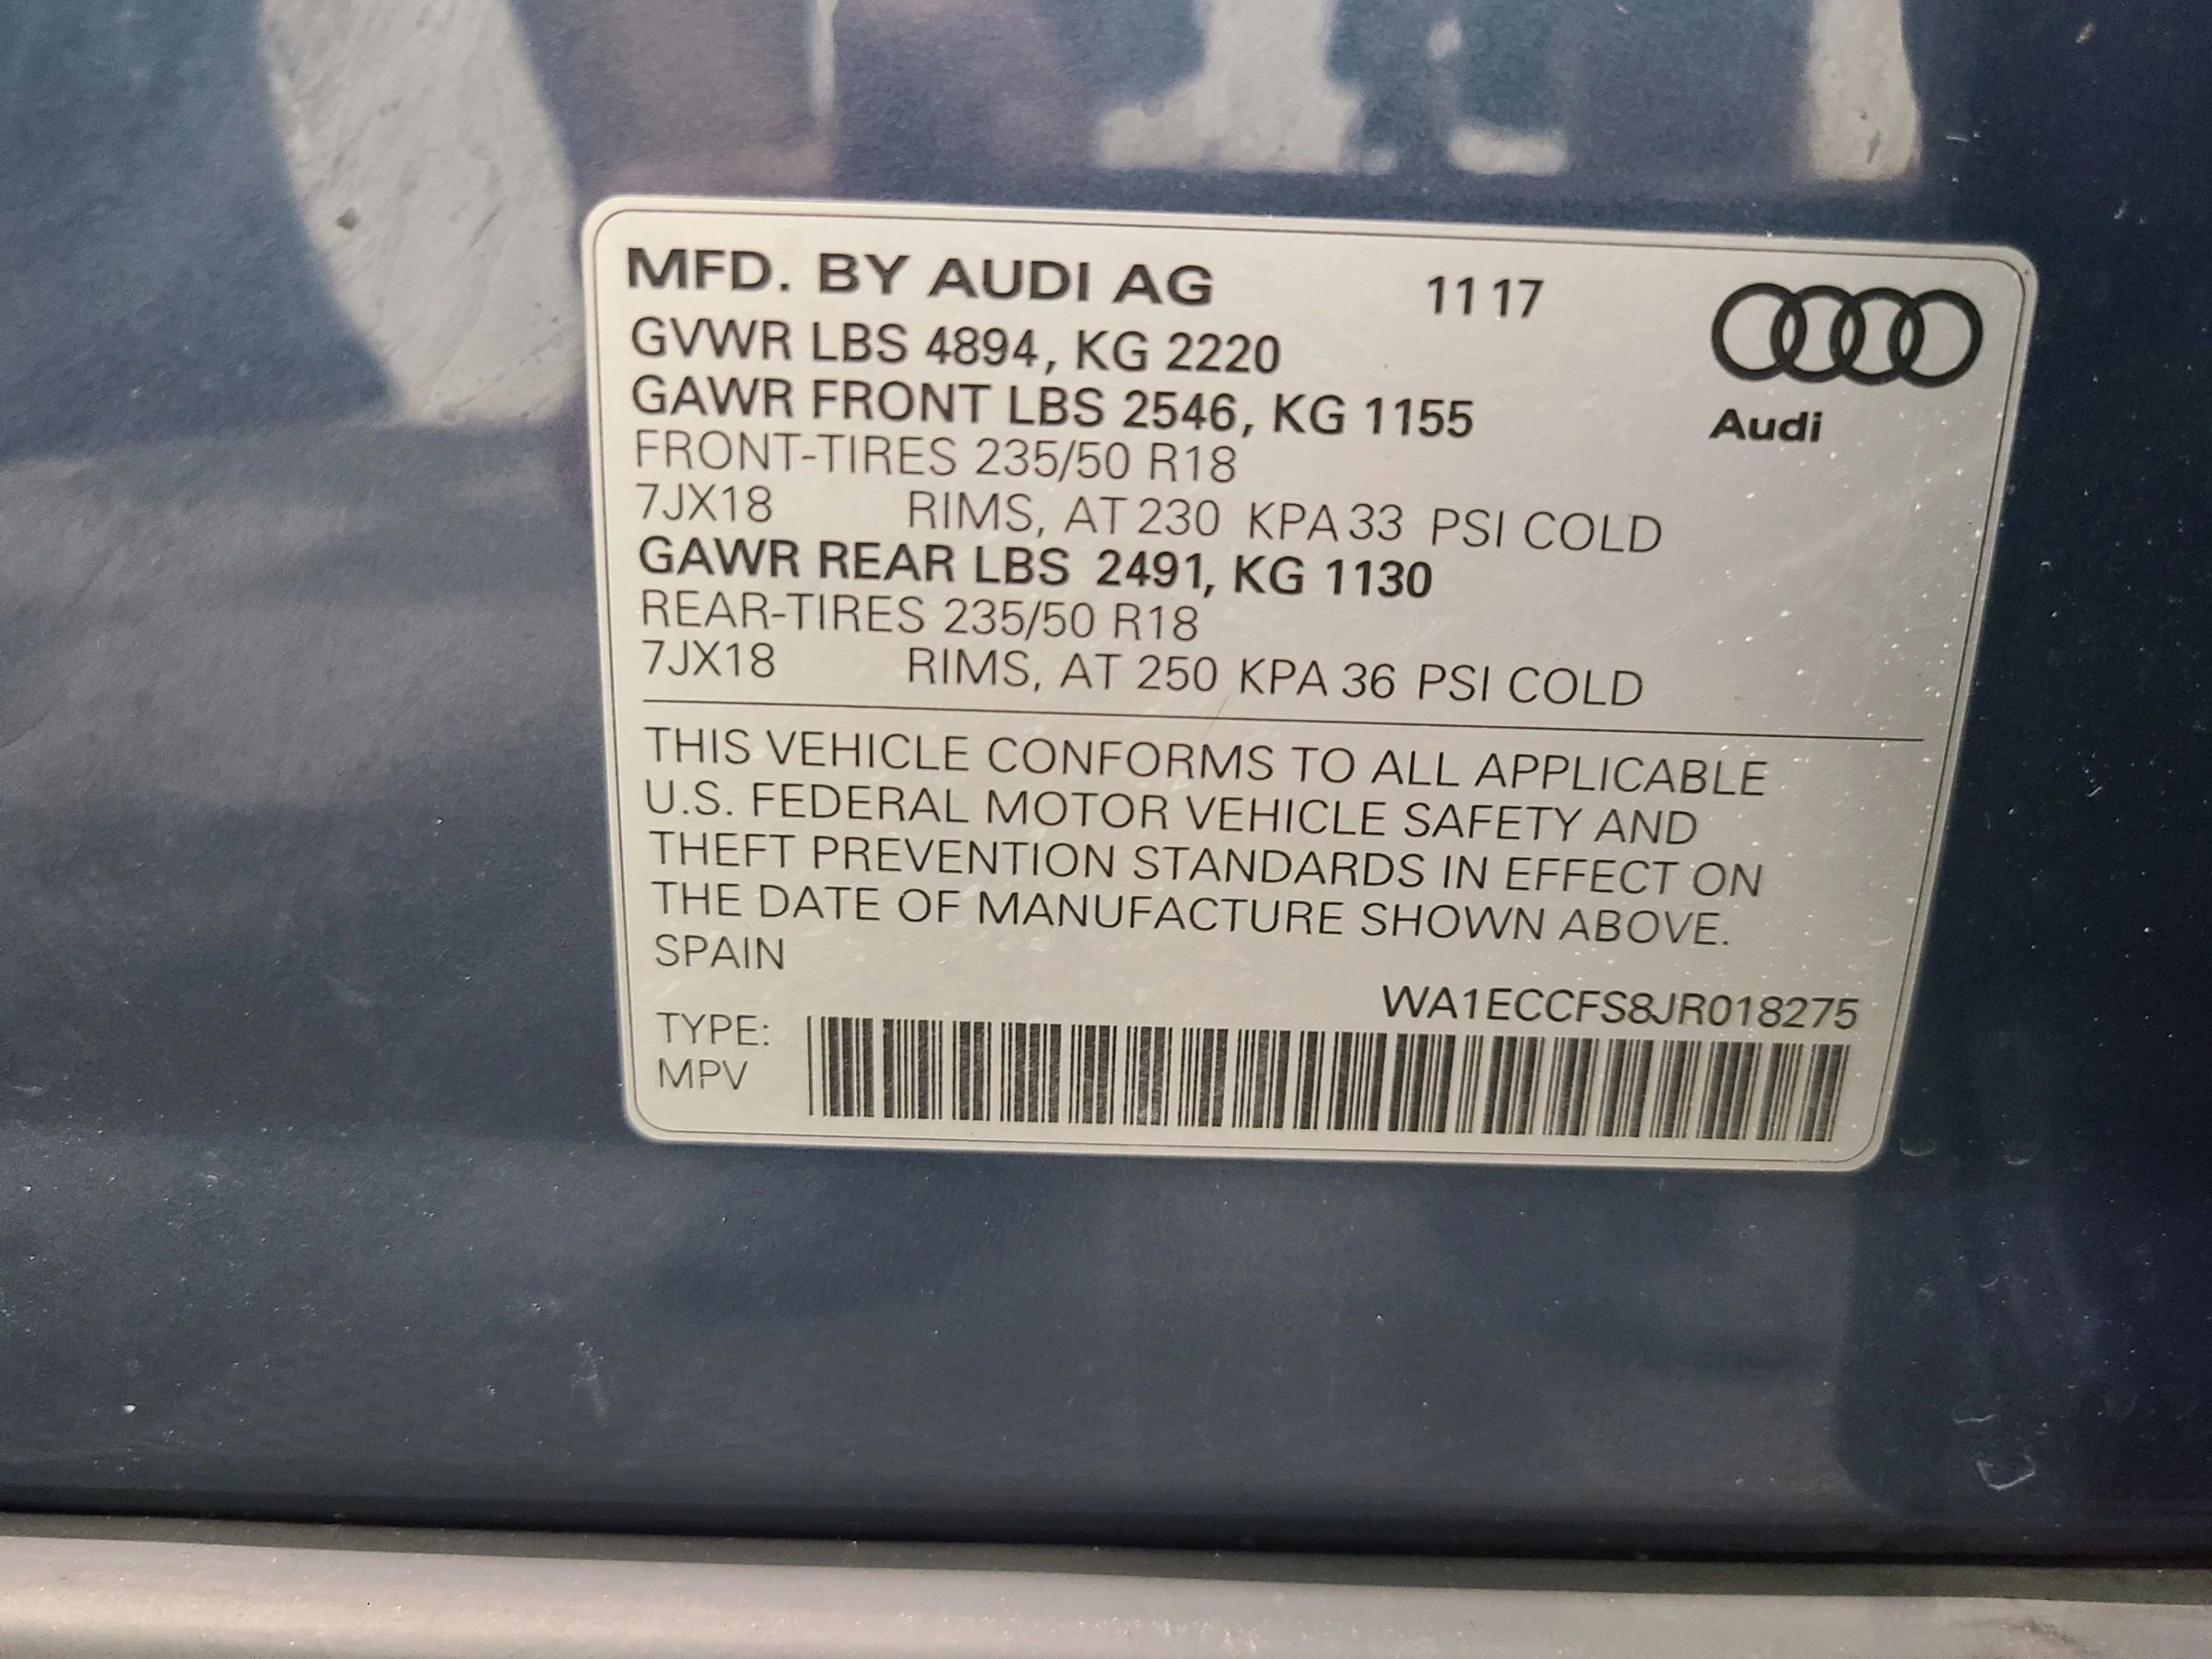 MFD. BY AUDI AG 11 17
GVWR LBS 4894, KG 2220
GAWR FRONT LBS 2546, KG 1155
Audi
FRONT-TIRES 235/50 R18
7JX18 RIMS, AT 230 KPA 33 PSI COLD
GAWR REAR LBS 2491, KG 1130
REAR-TIRES 235/50 R18
7JX18 RIMS, AT 250 KPA 36 PSI COLD
THIS VEHICLE CONFORMS TO ALL APPLICABLE
U.S. FEDERAL MOTOR VEHICLE SAFETY AND
THEFT PREVENTION STANDARDS IN EFFECT ON
THE DATE OF MANUFACTURE SHOWN ABOVE.
SPAIN
WA1ECCFS8JR018275
TYPE:
MPV